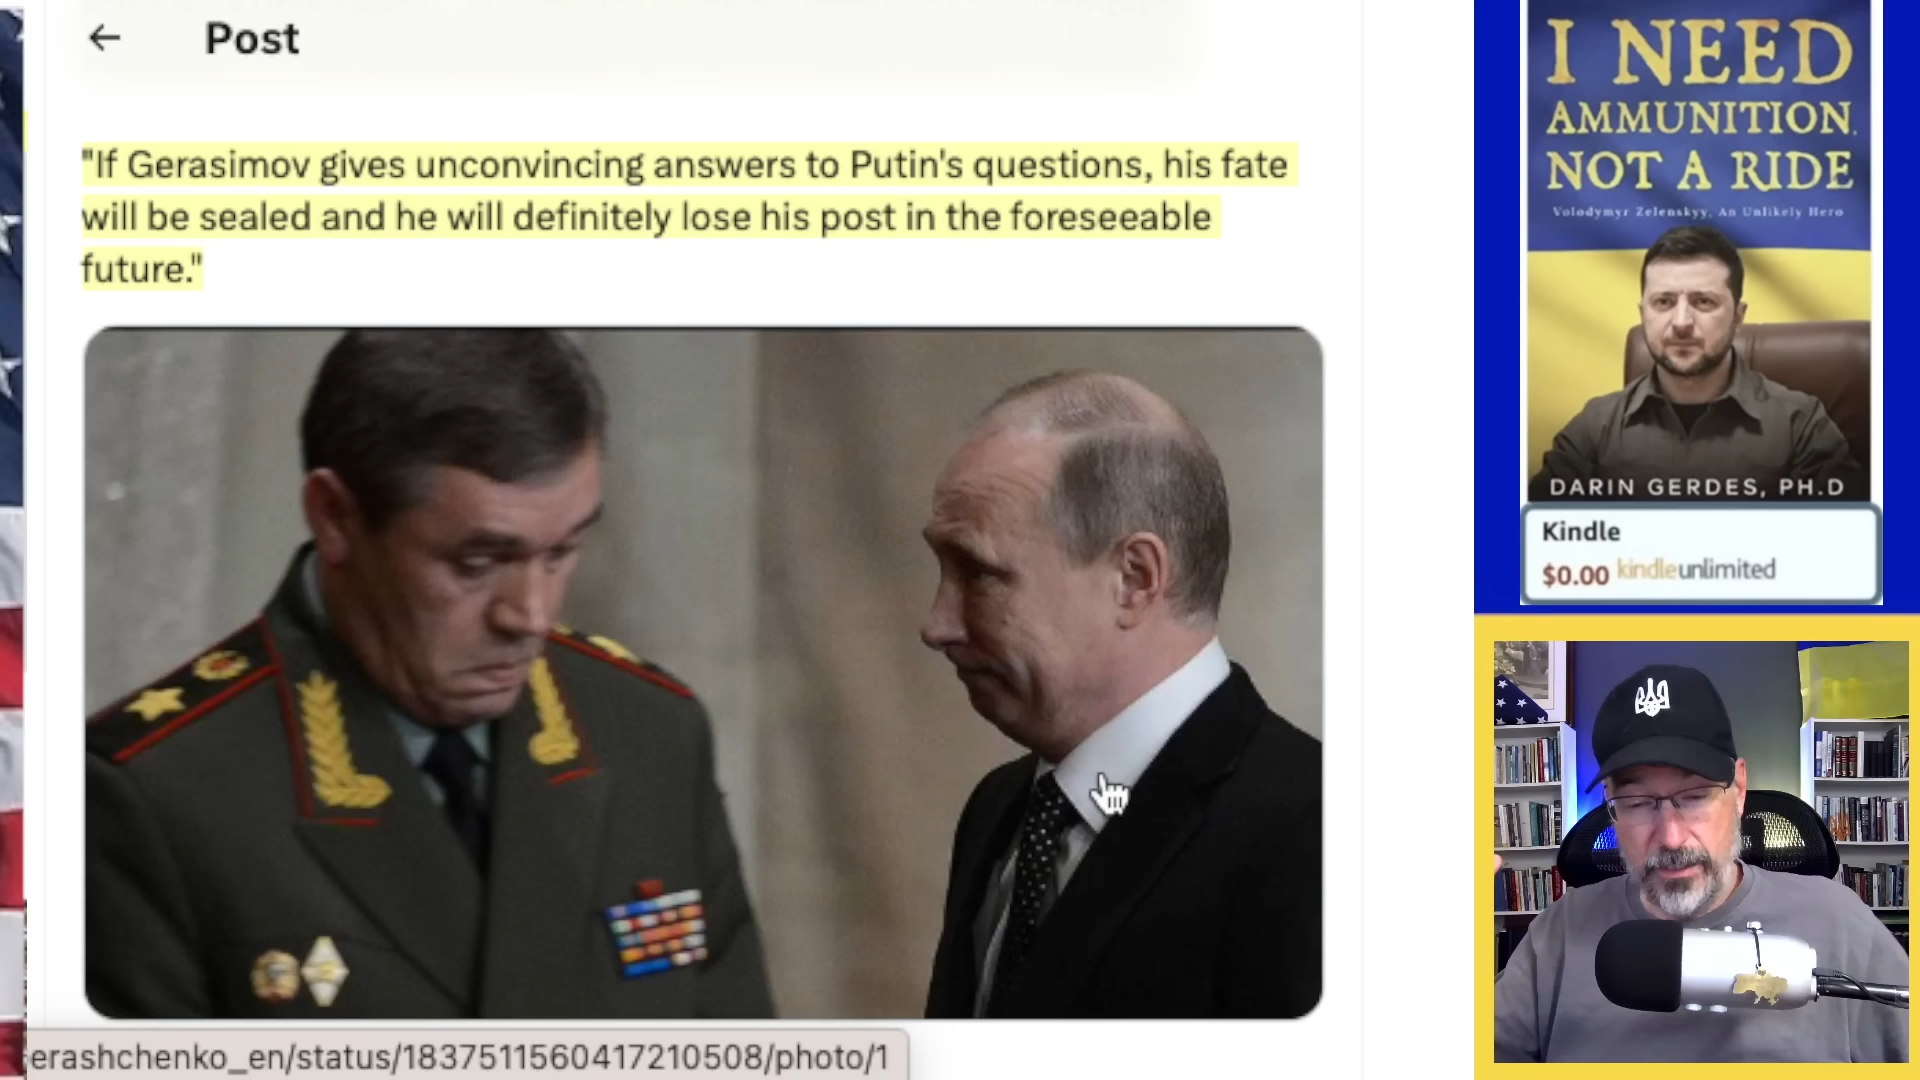 Post
"If Gerasimov gives unconvincing answers to Putin's questions, his fate
will be sealed and he will definitely lose his post in the foreseeable
future."
erashchenko_en/status/1837511560417210508/photo/1
I NEED
AMMUNITION,
NOT A RIDE
Volodymyr Zelenskyy, An Unlikely Hero
DARIN GERDES, PH.D
Kindle
$0.00 kindleunlimited